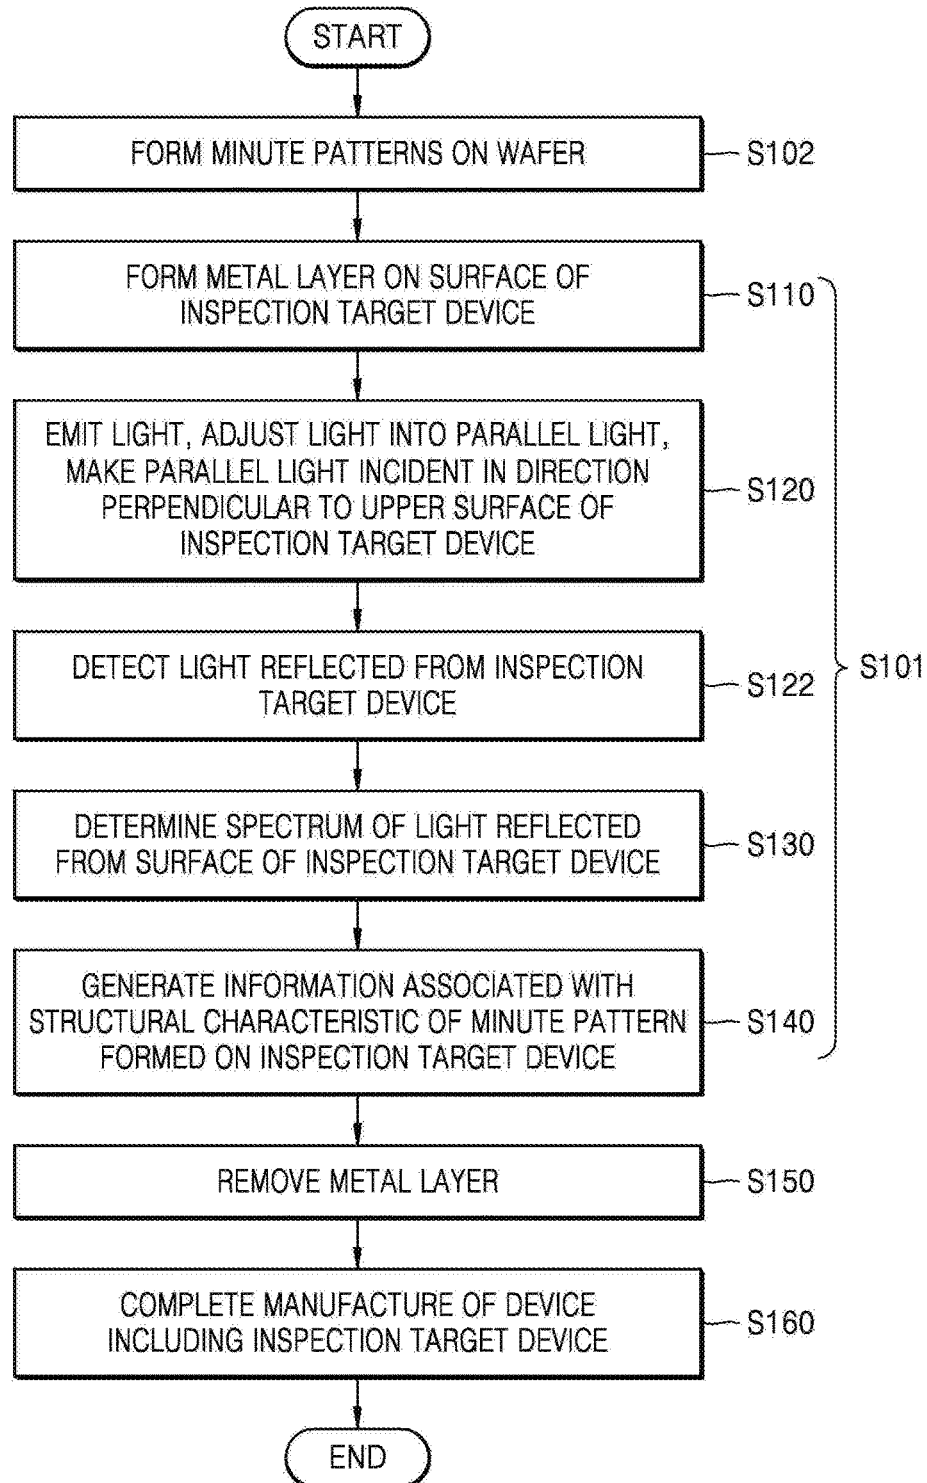 START
FORM MINUTE PATTERNS ON WAFER
S102
FORM METAL LAYER ON SURFACE OF
INSPECTION TARGET DEVICE
S110
EMIT LIGHT, ADJUST LIGHT INTO PARALLEL LIGHT,
MAKE PARALLEL LIGHT INCIDENT IN DIRECTION
PERPENDICULAR TO UPPER SURFACE OF
INSPECTION TARGET DEVICE
S120
DETECT LIGHT REFLECTED FROM INSPECTION
TARGET DEVICE
S122
S101
DETERMINE SPECTRUM OF LIGHT REFLECTED
FROM SURFACE OF INSPECTION TARGET DEVICE
S130
GENERATE INFORMATION ASSOCIATED WITH
STRUCTURAL CHARACTERISTIC OF MINUTE PATTERN
FORMED ON INSPECTION TARGET DEVICE
S140
REMOVE METAL LAYER
S150
COMPLETE MANUFACTURE OF DEVICE
INCLUDING INSPECTION TARGET DEVICE
S160
END